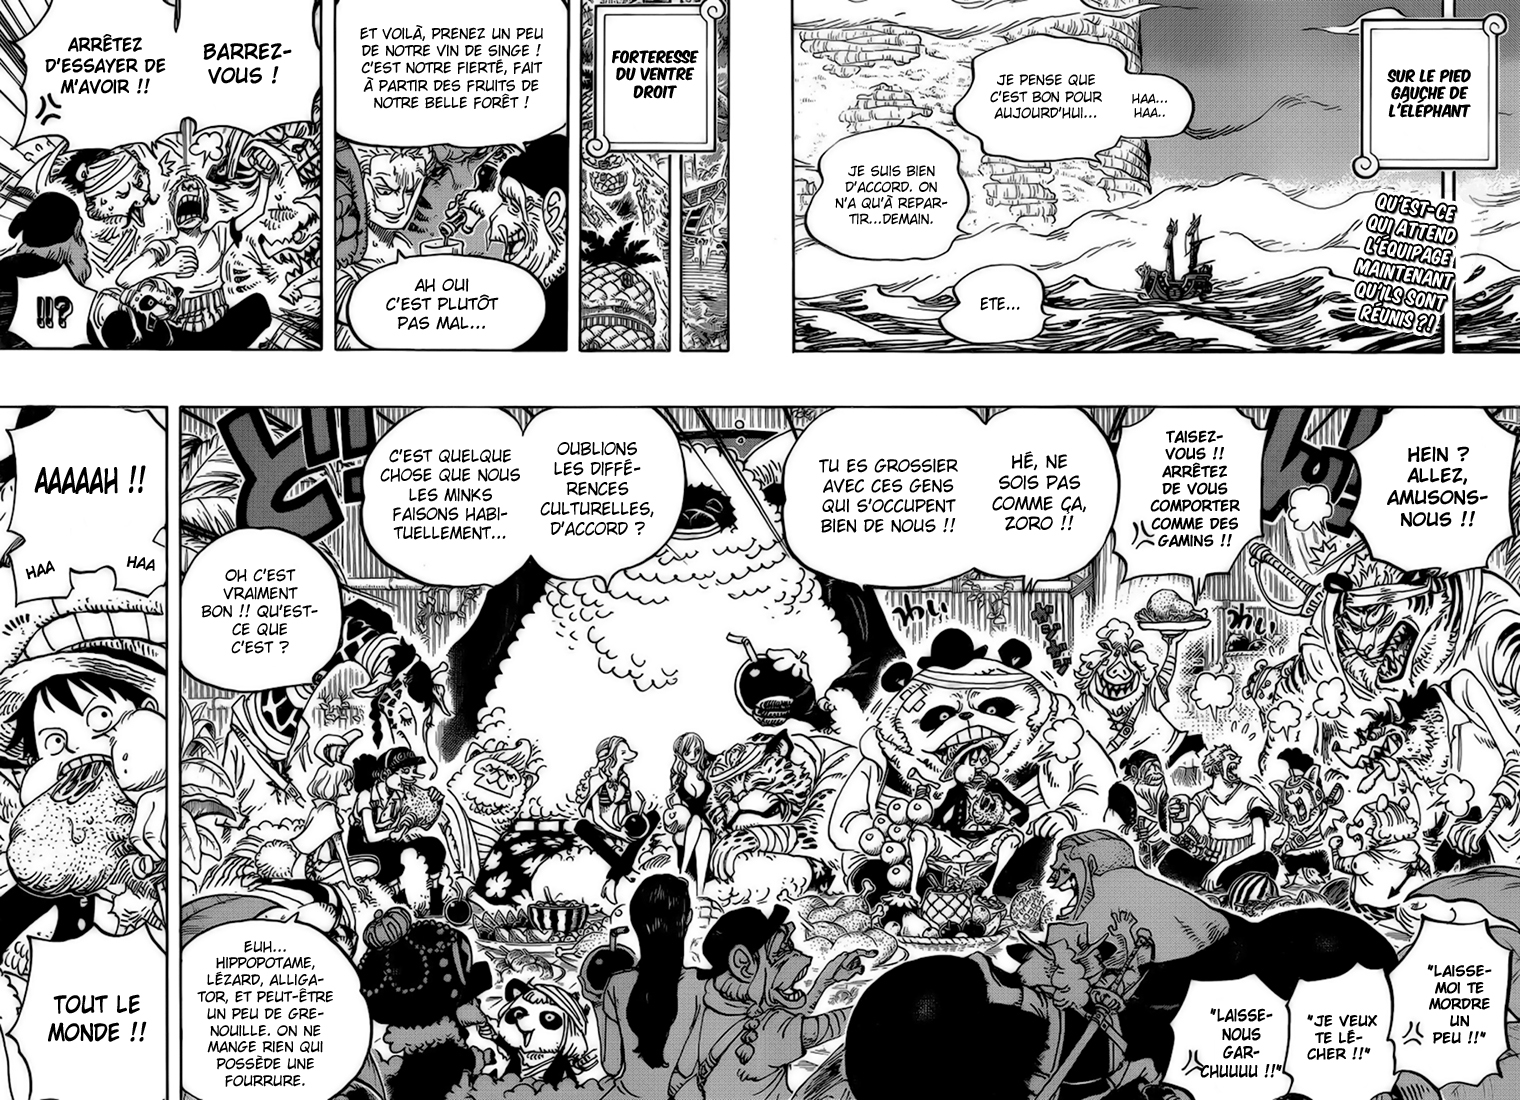 SUR LE PIED
GAUCHE DE
L'ÉLÉPHANT
QU'EST-CE
QUI ATTEND
L'ÉQUIPAGE
MAINTENANT
QU'ILS SONT
RÉUNIS ?!
JE PENSE QUE
C'EST BON POUR
AUJOURD'HUI...
HAA...
HAA..
JE SUIS BIEN
D'ACCORD. ON
N'A QU'À REPAR-
TIR...DEMAIN.
ETE...
FORTERESSE
DU VENTRE
DROIT
ET VOILÀ, PRENEZ UN PEU
DE NOTRE VIN DE SINGE !
C'EST NOTRE FIERTÉ, FAIT
À PARTIR DES FRUITS DE
NOTRE BELLE FORÊT !
AH OUI
C'EST PLUTÔT
PAS MAL...
BARREZ-
VOUS !
ARRÊTEZ
D'ESSAYER DE
M'AVOIR !!
!!?
HEIN ?
ALLEZ,
AMUSONS-
NOUS !!
TAISEZ-
VOUS !!
ARRÊTEZ
DE VOUS
COMPORTER
COMME DES
GAMINS !!
HÉ, NE
SOIS PAS
COMME ÇA,
ZORO !!
TU ES GROSSIER
AVEC CES GENS
QUI S'OCCUPENT
BIEN DE NOUS !!
OUBLIONS
LES DIFFÉ-
RENCES
CULTURELLES,
D'ACCORD ?
C'EST QUELQUE
CHOSE QUE NOUS
LES MINKS
FAISONS HABI-
TUELLEMENT...
OH C'EST
VRAIMENT
BON !! QU'EST-
CE QUE
C'EST ?
"LAISSE-
MOI TE
MORDRE
UN
PEU !!"
"JE VEUX
TE LÉ-
CHER !!"
"LAISSE-
NOUS
GAR-
CHUUUU !!"
EUH...
HIPPOPOTAME,
LÉZARD, ALLIGA-
TOR, ET PEUT-ÊTRE
UN PEU DE GRE-
NOUILLE. ON NE
MANGE RIEN QUI
POSSÈDE UNE
FOURRURE.
AAAAAH !!
HAA
HAA
TOUT LE
MONDE !!